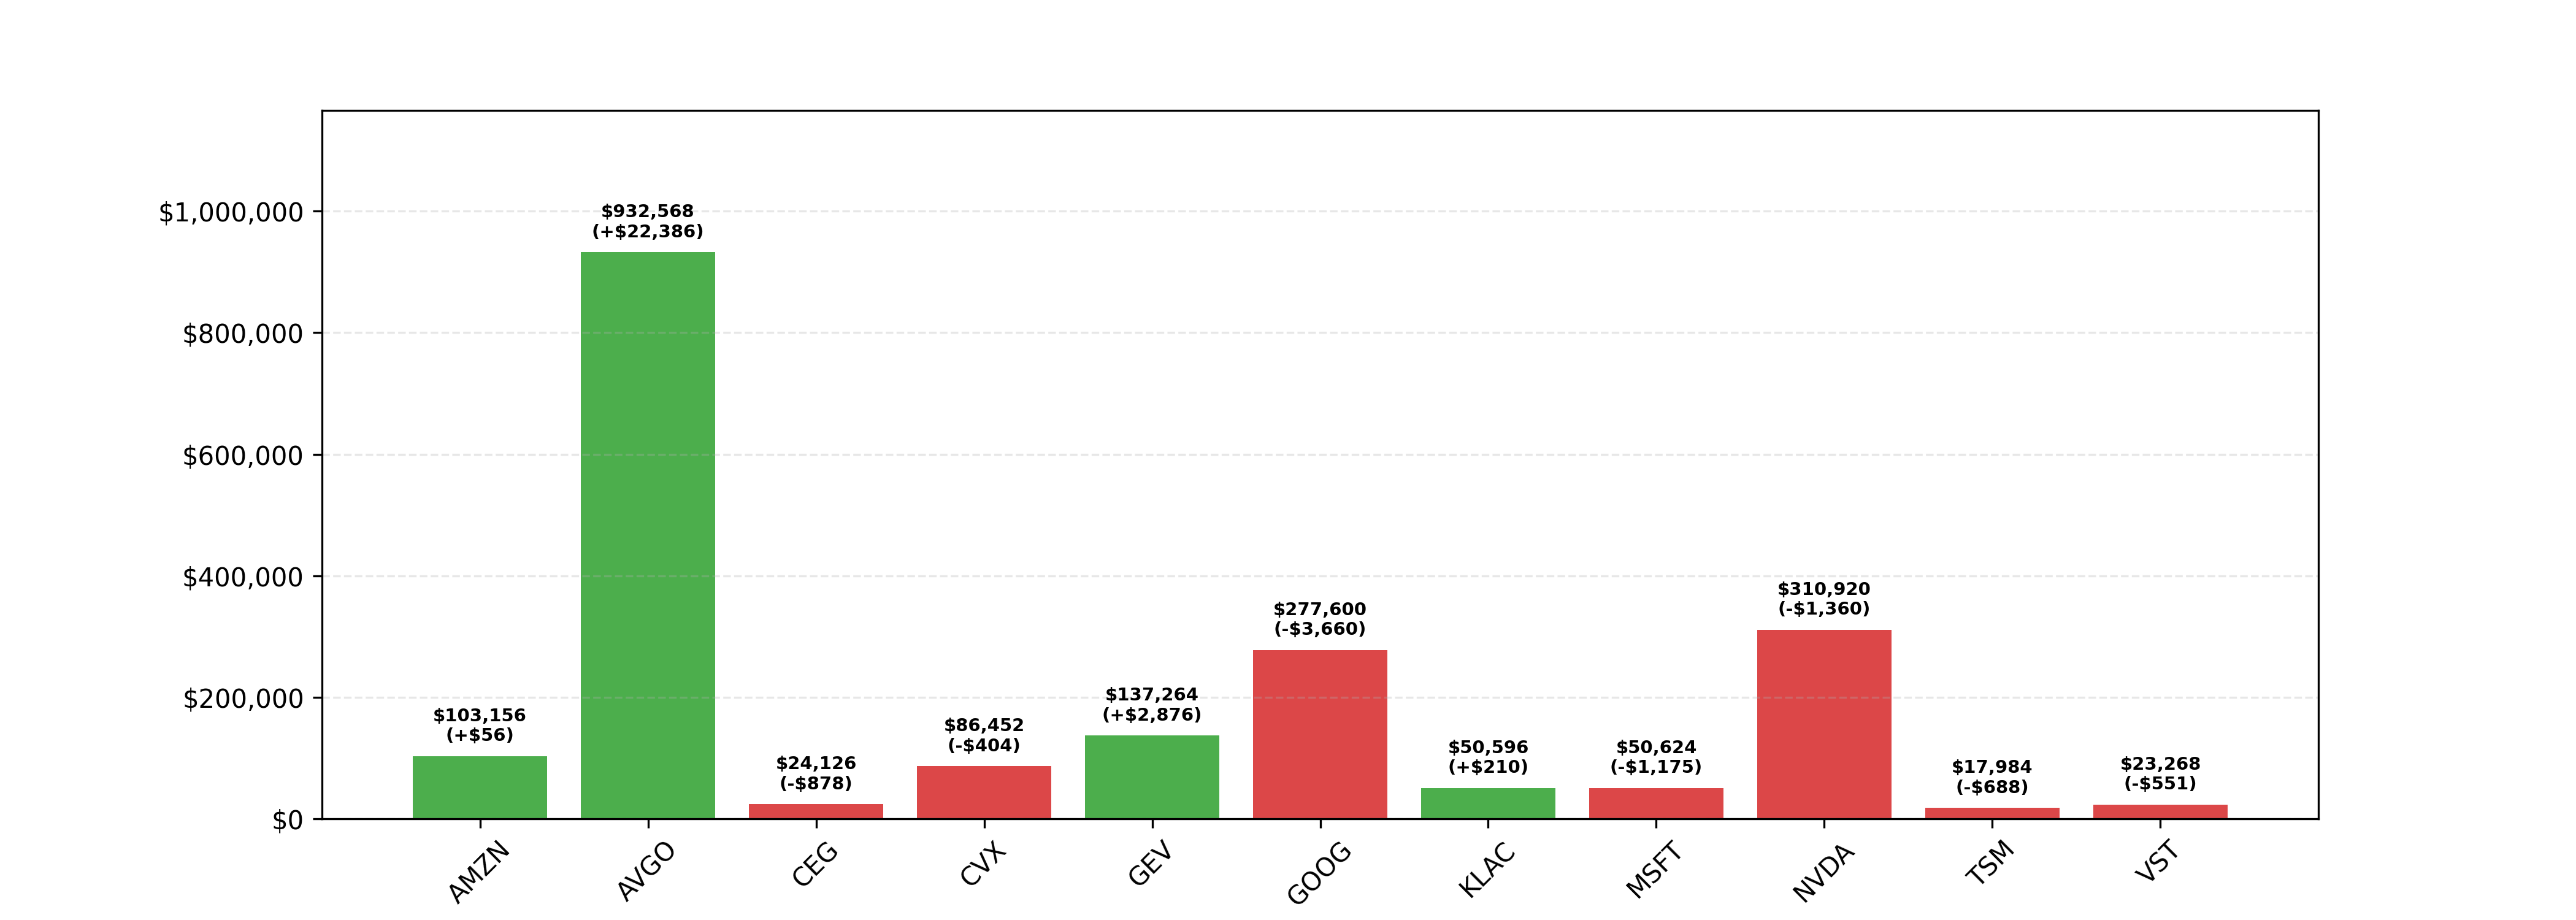 $1,000,000
$800,000
$600,000
$400,000
$200,000
$0
$103,156
(+$56)
$932,568
(+$22,386)
$24,126
(-$878)
$86,452
(-$404)
$137,264
(+$2,876)
$277,600
(-$3,660)
$50,596
(+$210)
$50,624
(-$1,175)
$310,920
(-$1,360)
$17,984
(-$688)
$23,268
(-$551)
AMZN
AVGO
CEG
CVX
GEV
GOOG
KLAC
MSFT
NVDA
TSM
VST